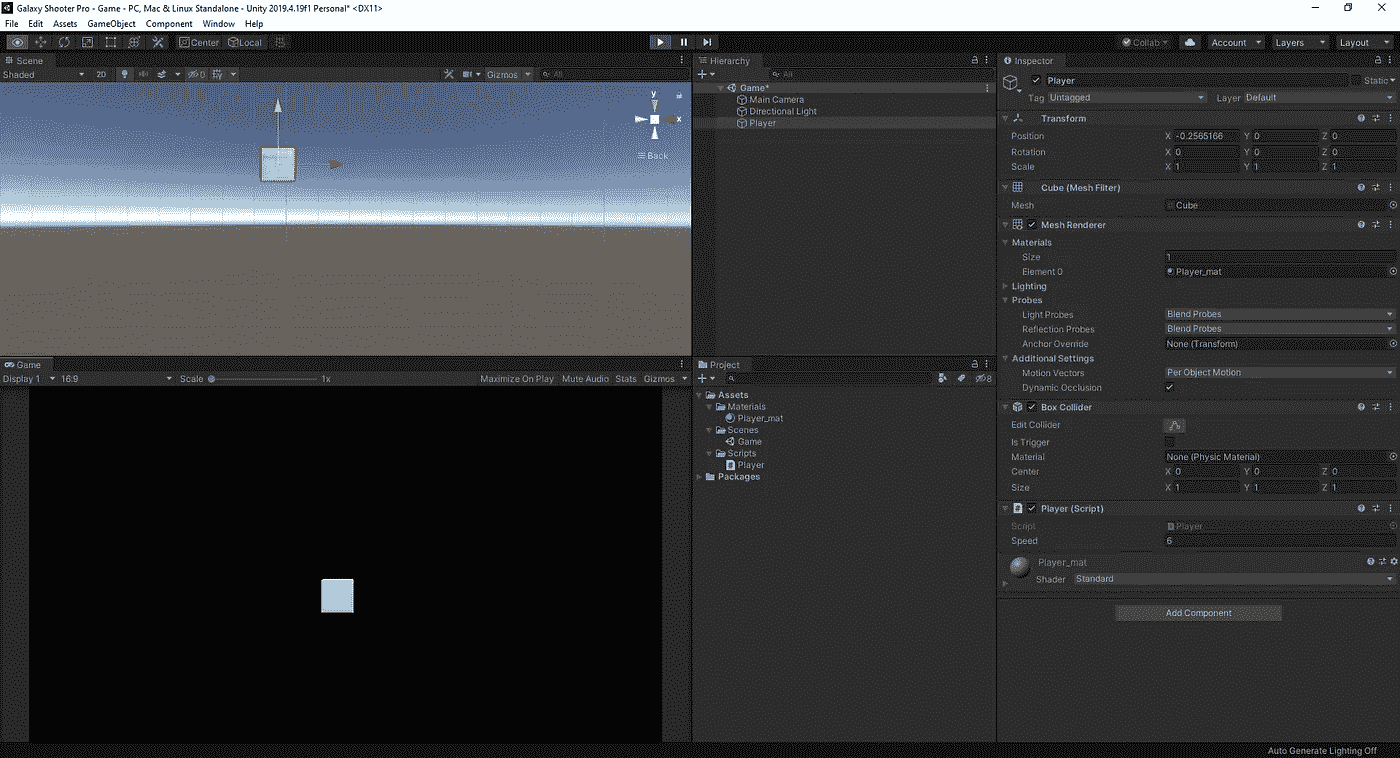 Galaxy Shooter Pro - Game - PC, Mac & Linux Standalone - Unity 2019.4.19f1 Personal* <DX11>
File Edit Assets GameObject Component Window Help
Center Local Collab Account Layers Layout
Scene
Shaded 2D 0 Gizmos All
y
x
Back
Hierarchy
All
Game*
Main Camera
Directional Light
Player
Game
Display 1 16:9 Scale 1x Maximize On Play Mute Audio Stats Gizmos
Project
8
Assets
Materials
Player_mat
Scenes
Game
Scripts
Player
Packages
Inspector
Player Static
Tag Untagged Layer Default
Transform
Position X -0.2565166 Y 0 Z 0
Rotation X 0 Y 0 Z 0
Scale X 1 Y 1 Z 1
Cube (Mesh Filter)
Mesh Cube
Mesh Renderer
Materials
Size 1
Element 0 Player_mat
Lighting
Probes
Light Probes Blend Probes
Reflection Probes Blend Probes
Anchor Override None (Transform)
Additional Settings
Motion Vectors Per Object Motion
Dynamic Occlusion
Box Collider
Edit Collider
Is Trigger
Material None (Physic Material)
Center X 0 Y 0 Z 0
Size X 1 Y 1 Z 1
Player (Script)
Script Player
Speed 6
Player_mat
Shader Standard
Add Component
Auto Generate Lighting Off